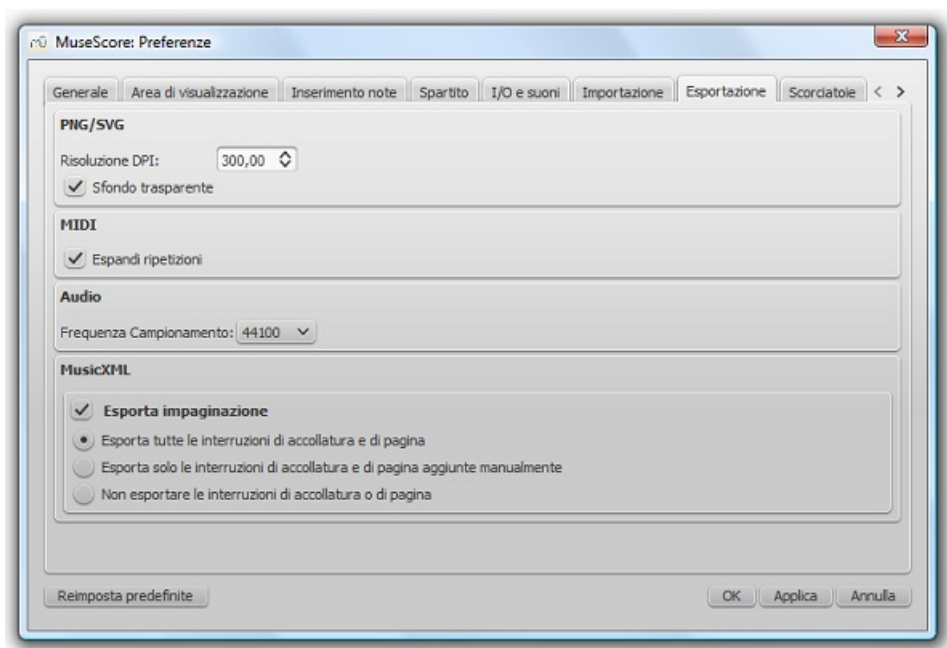 MuseScore: Preferenze
Generale Area di visualizzazione Inserimento note Spartito I/O e suoni Importazione Esportazione Scorciatoie < >
PNG/SVG
Risoluzione DPI: 300,00
Sfondo trasparente
MIDI
Espandi ripetizioni
Audio
Frequenza Campionamento: 44100
MusicXML
Esporta impaginazione
Esporta tutte le interruzioni di accollatura e di pagina
Esporta solo le interruzioni di accollatura e di pagina aggiunte manualmente
Non esportare le interruzioni di accollatura o di pagina
Reimposta predefinite OK Applica Annulla